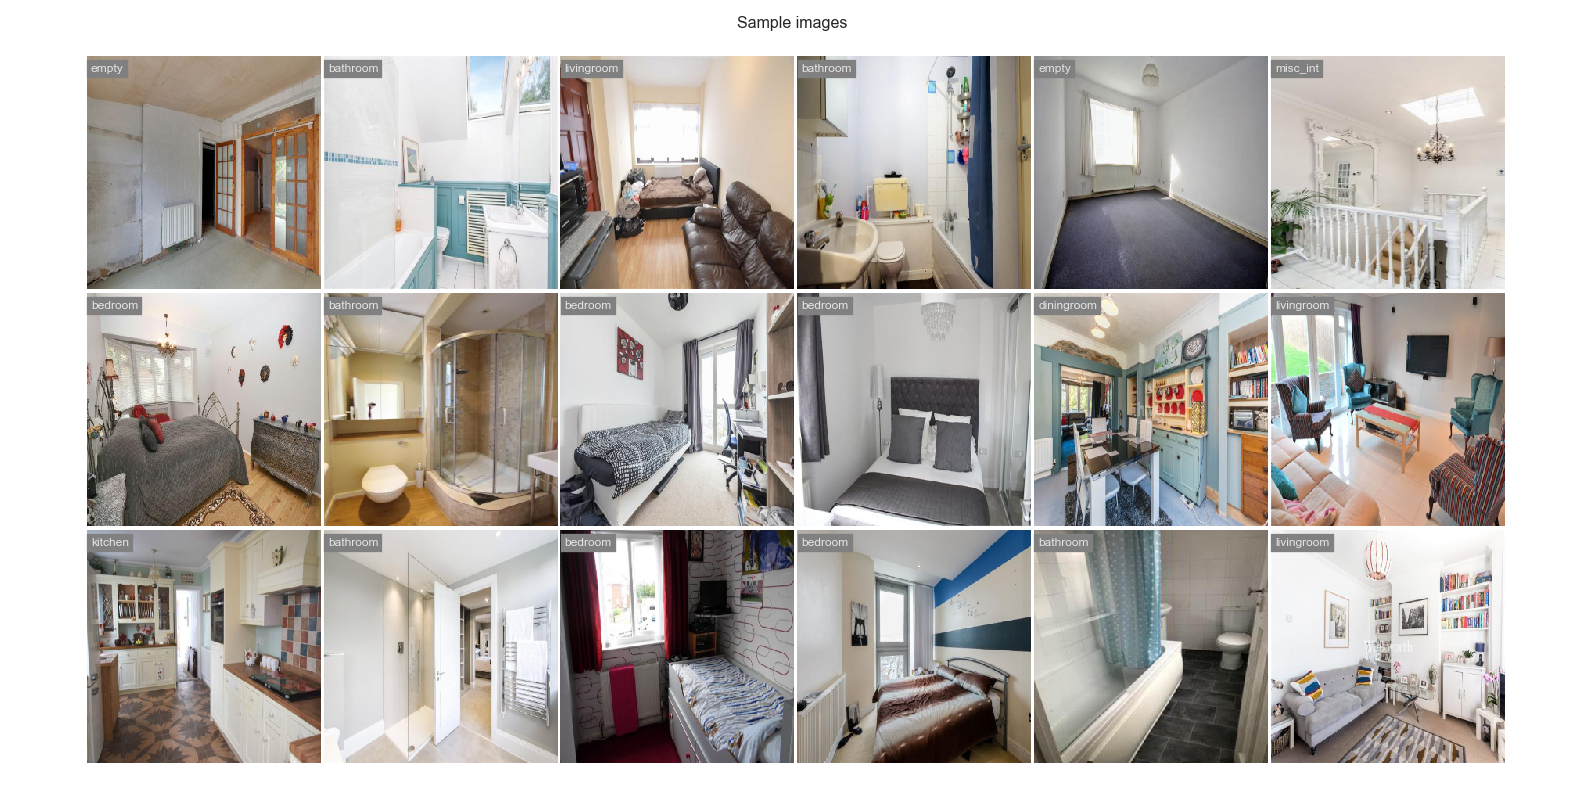 Sample images
empty
bathroom
livingroom
bathroom
empty
misc_int
bedroom
bathroom
bedroom
bedroom
diningroom
livingroom
kitchen
bathroom
bedroom
bedroom
bathroom
livingroom